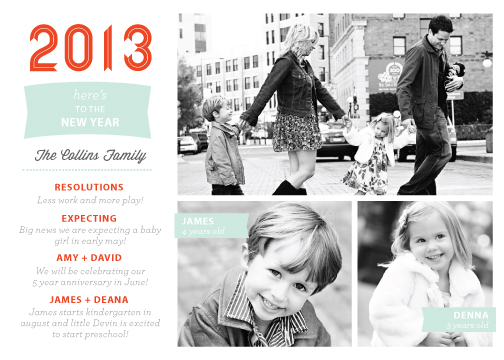 2013
here's
TO THE
NEW YEAR
The Collins Family
RESOLUTIONS
Less work and more play!
EXPECTING
Big news we are expecting a baby
girl in early may!
AMY + DAVID
We will be celebrating our
5 year anniversary in June!
JAMES + DEANA
James starts kindergarten in
august and little Devin is excited
to start preschool!
JAMES
4 years old
DENNA
3 years old